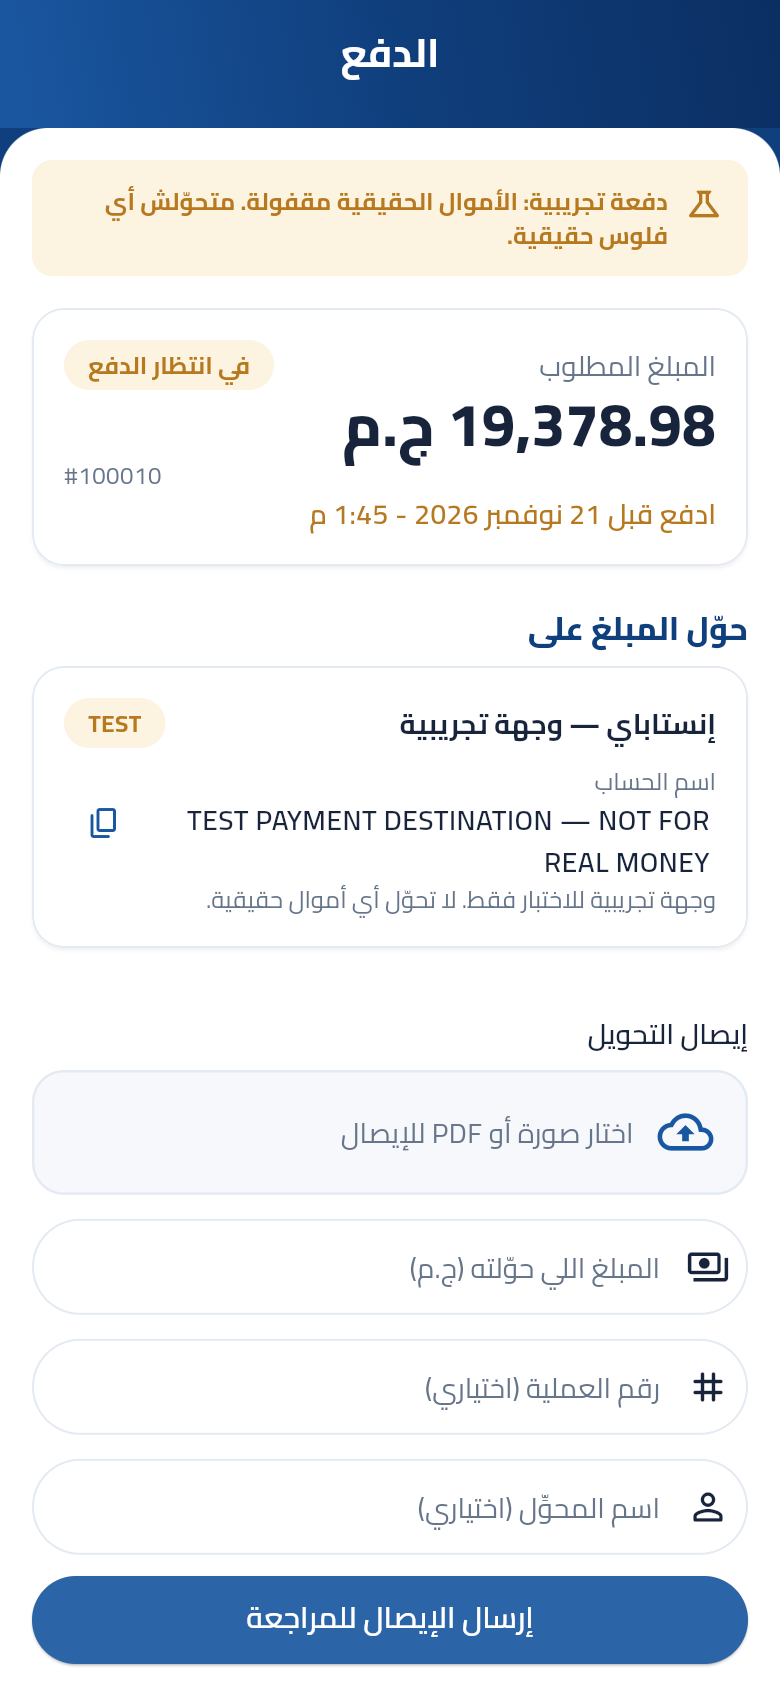 الدفع
دفعة تجريبية: الأموال الحقيقية مقفولة. متحوّلش أي
فلوس حقيقية.
المبلغ المطلوب
في انتظار الدفع
19,378.98 ج.م
#100010
ادفع قبل 21 نوفمبر 2026 - 1:45 م
حوّل المبلغ على
إنستاباي — وجهة تجريبية
TEST
اسم الحساب
TEST PAYMENT DESTINATION — NOT FOR
REAL MONEY
وجهة تجريبية للاختبار فقط. لا تحوّل أي أموال حقيقية.
إيصال التحويل
اختار صورة أو PDF للإيصال
المبلغ اللي حوّلته (ج.م)
رقم العملية (اختياري)
اسم المحوِّل (اختياري)
إرسال الإيصال للمراجعة